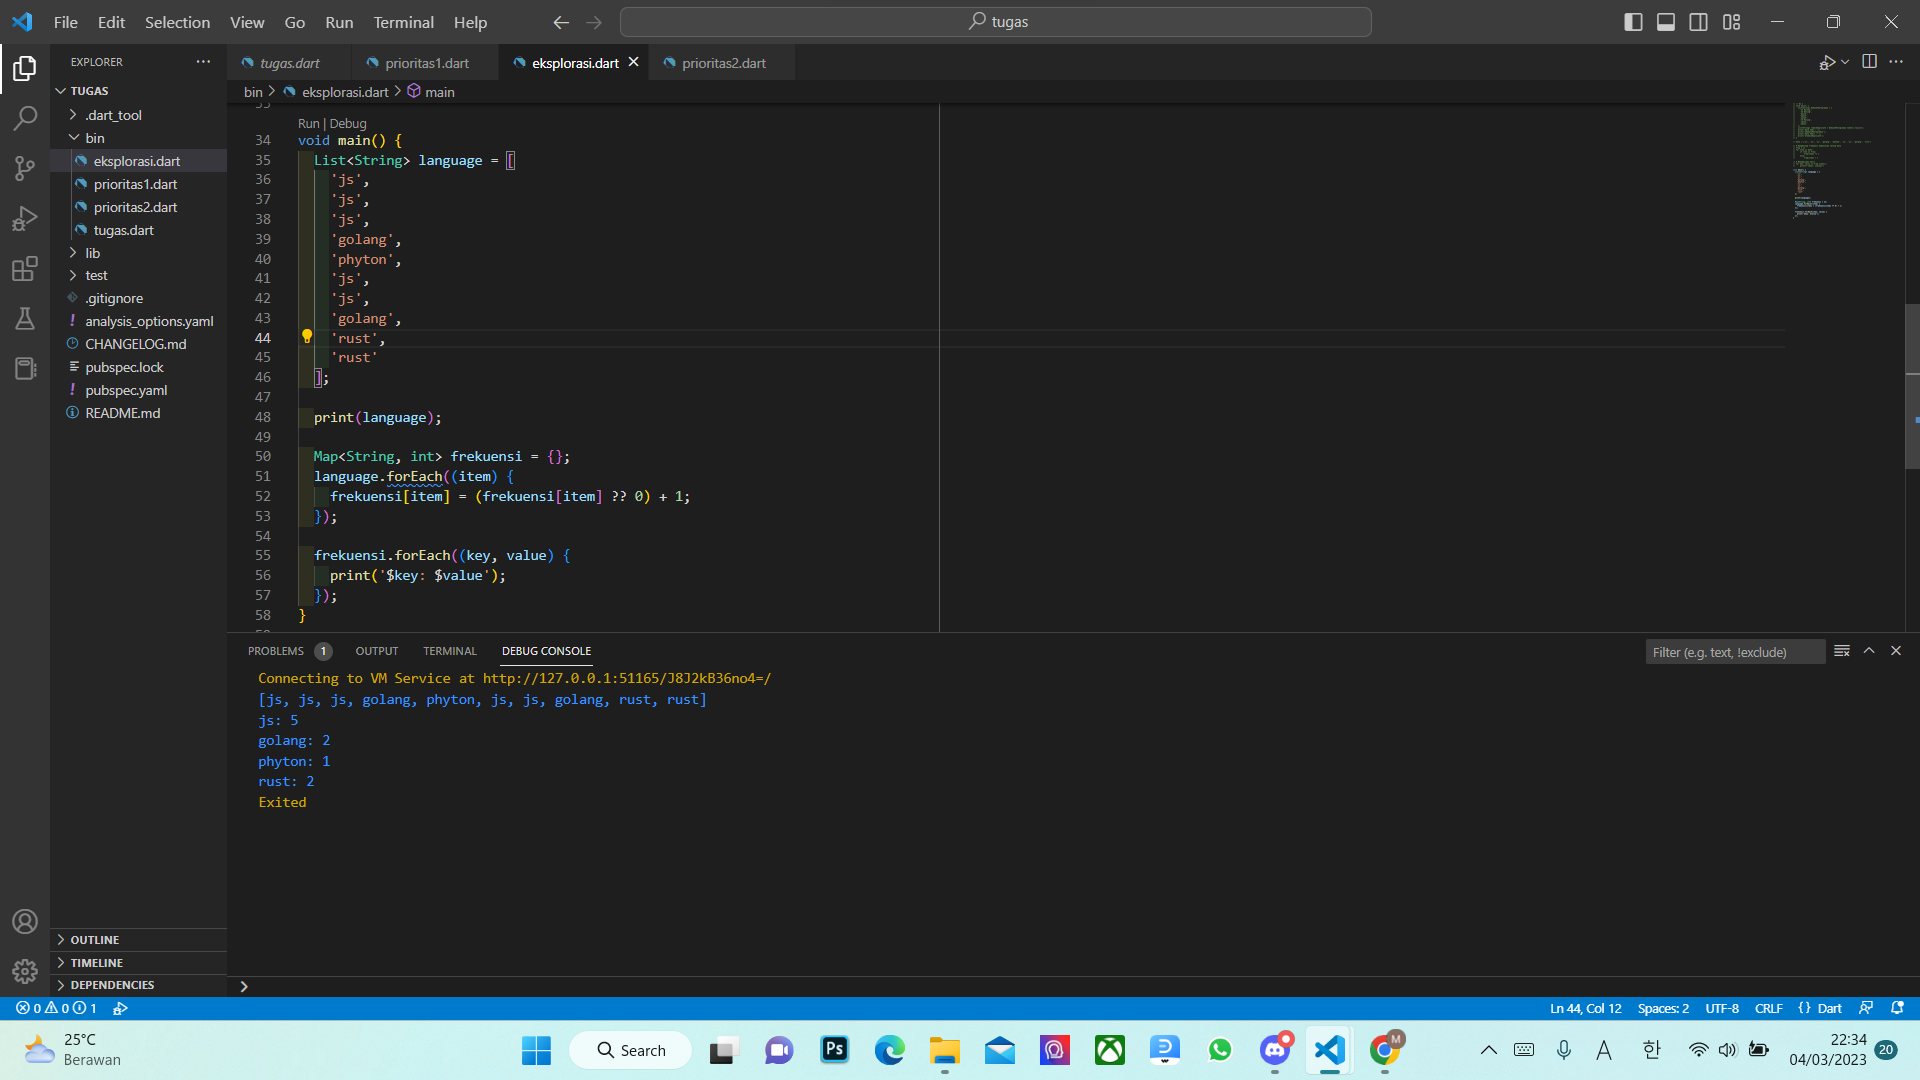 File Edit Selection View Go Run Terminal Help
tugas
EXPLORER
TUGAS
.dart_tool
bin
eksplorasi.dart
prioritas1.dart
prioritas2.dart
tugas.dart
lib
test
.gitignore
analysis_options.yaml
CHANGELOG.md
pubspec.lock
pubspec.yaml
README.md
OUTLINE
TIMELINE
DEPENDENCIES
tugas.dart prioritas1.dart eksplorasi.dart prioritas2.dart
bin > eksplorasi.dart > main
Run | Debug
34 void main() {
35 List<String> language = [
36 'js',
37 'js',
38 'js',
39 'golang',
40 'phyton',
41 'js',
42 'js',
43 'golang',
44 'rust',
45 'rust'
46 ];
47
48 print(language);
49
50 Map<String, int> frekuensi = {};
51 language.forEach((item) {
52 frekuensi[item] = (frekuensi[item] ?? 0) + 1;
53 });
54
55 frekuensi.forEach((key, value) {
56 print('$key: $value');
57 });
58 }
PROBLEMS 1 OUTPUT TERMINAL DEBUG CONSOLE
Filter (e.g. text, !exclude)
Connecting to VM Service at http://127.0.0.1:51165/J8J2kB36no4=/
[js, js, js, golang, phyton, js, js, golang, rust, rust]
js: 5
golang: 2
phyton: 1
rust: 2
Exited
0 0 1
Ln 44, Col 12 Spaces: 2 UTF-8 CRLF {} Dart
25°C
Berawan
Search
Ps
M
A
한
22:34
04/03/2023
20